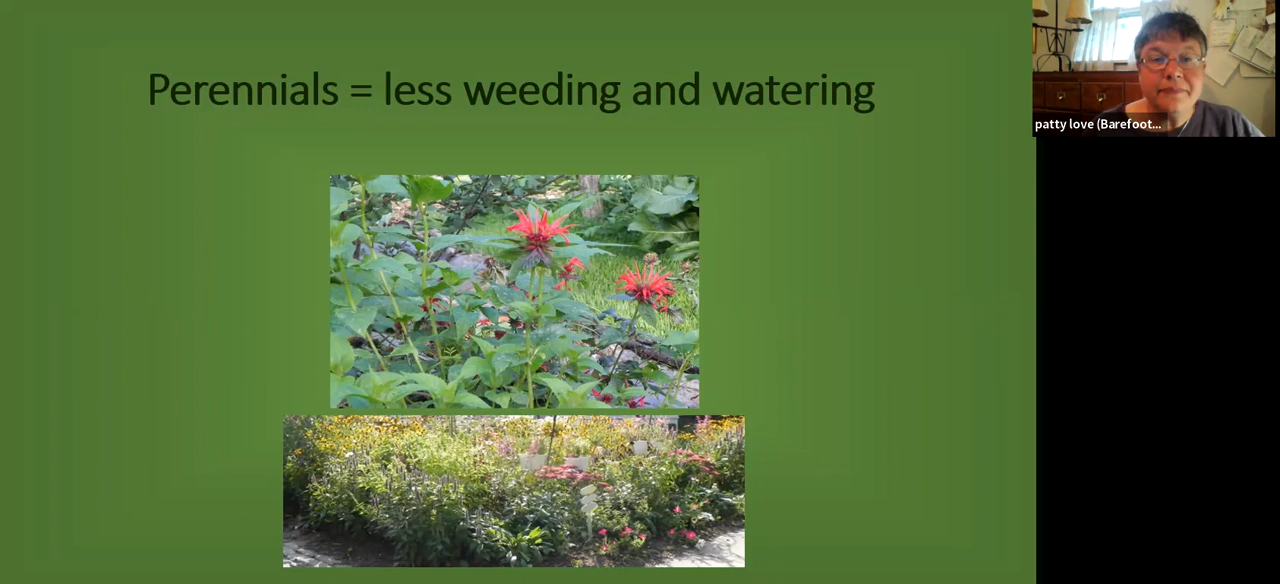 Perennials = less weeding and watering
patty love (Barefoot...